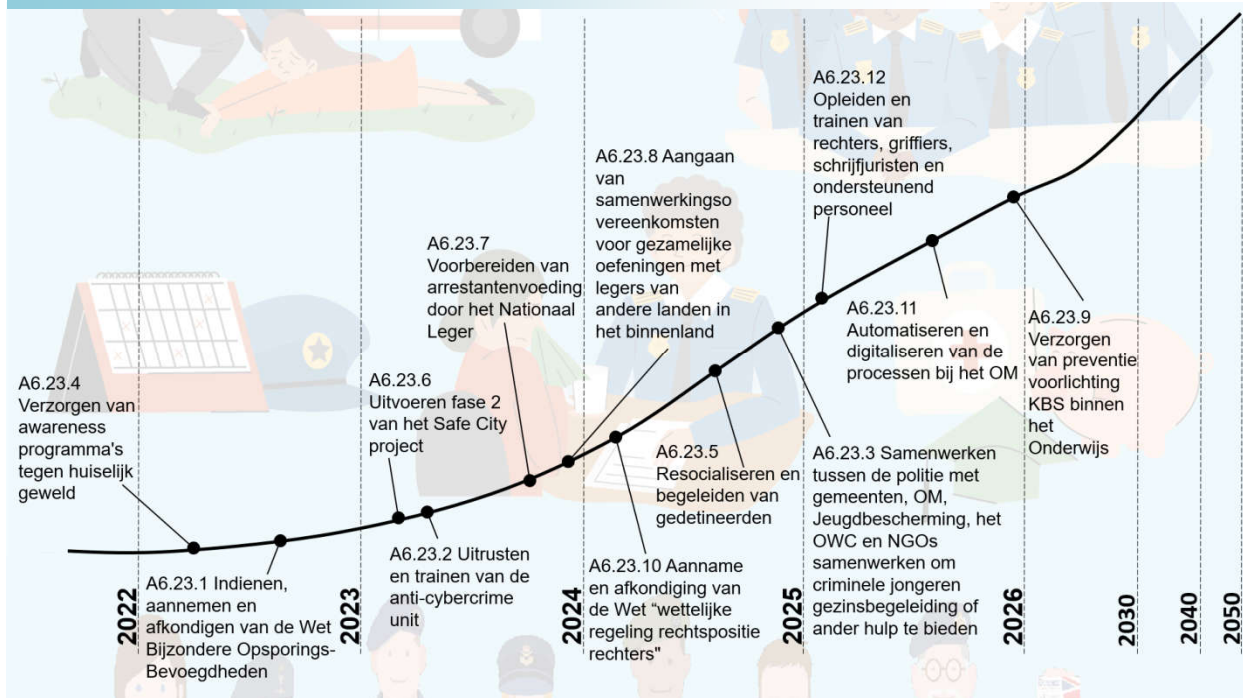 A6.23.4
Verzorgen van
awareness
programma's
tegen huiselijk
geweld
A6.23.1 Indienen,
aannemen en
afkondigen van de Wet
Bijzondere Opsporings-
Bevoegdheden
A6.23.6
Uitvoeren fase 2
van het Safe City
project
A6.23.2 Uitrusten
en trainen van de
anti-cybercrime
unit
A6.23.7
Voorbereiden van
arrestantenvoeding
door het Nationaal
Leger
A6.23.8 Aangaan
van
samenwerkingso
vereenkomsten
voor gezamelijke
oefeningen met
legers van
andere landen in
het binnenland
A6.23.10 Aanname
en afkondiging van
de Wet “wettelijke
regeling rechtspositie
rechters"
A6.23.5
Resocialiseren en
begeleiden van
gedetineerden
A6.23.3 Samenwerken
tussen de politie met
gemeenten, OM,
Jeugdbescherming, het
OWC en NGOs
samenwerken om
criminele jongeren
gezinsbegeleiding of
ander hulp te bieden
A6.23.12
Opleiden en
trainen van
rechters, griffiers,
schrijfjuristen en
ondersteunend
personeel
A6.23.11
Automatiseren en
digitaliseren van de
processen bij het OM
A6.23.9
Verzorgen
van preventie
voorlichting
KBS binnen
het
Onderwijs
2022
2023
2024
2025
2026
2030
2040
2050